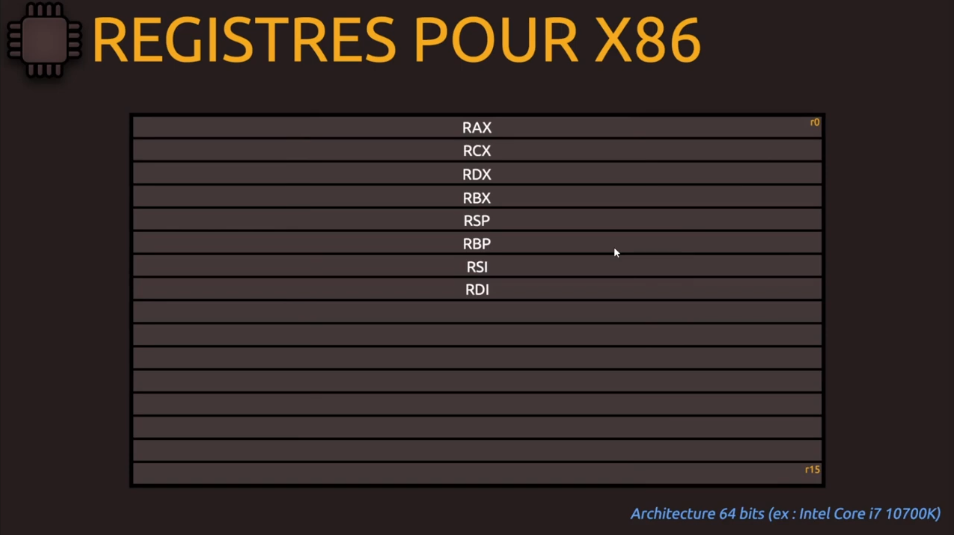 REGISTRES POUR X86
RAX r0
RCX
RDX
RBX
RSP
RBP
RSI
RDI
r15
Architecture 64 bits (ex : Intel Core i7 10700K)